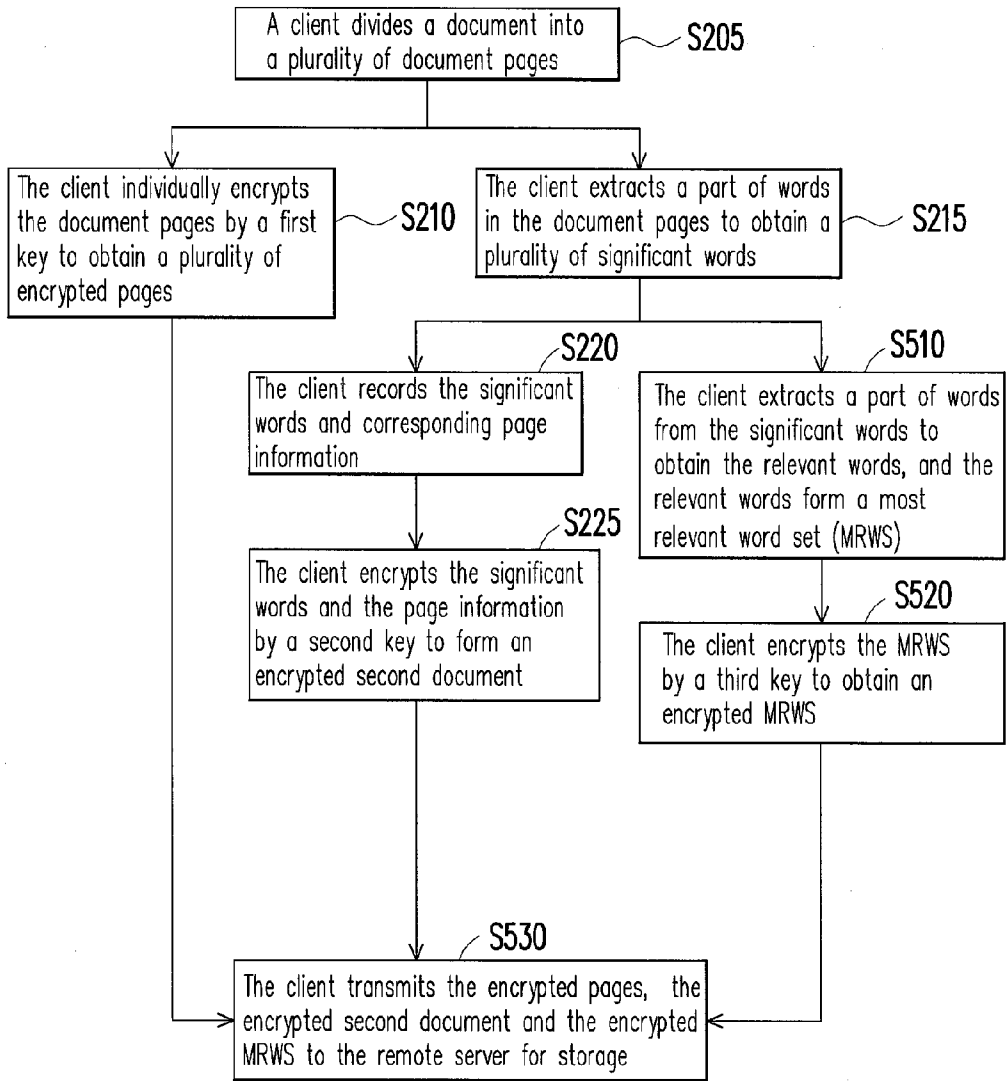 A client divides a document into
a plurality of document pages
S205
The client individually encrypts
the document pages by a first
key to obtain a plurality of
encrypted pages
S210
The client extracts a part of words
in the document pages to obtain a
plurality of significant words
S215
S220
The client records the significant
words and corresponding page
information
S510
The client extracts a part of words
from the significant words to
obtain the relevant words, and the
relevant words form a most
relevant word set (MRWS)
S225
The client encrypts the significant
words and the page information
by a second key to form an
encrypted second document
S520
The client encrypts the MRWS
by a third key to obtain an
encrypted MRWS
S530
The client transmits the encrypted pages, the
encrypted second document and the encrypted
MRWS to the remote server for storage